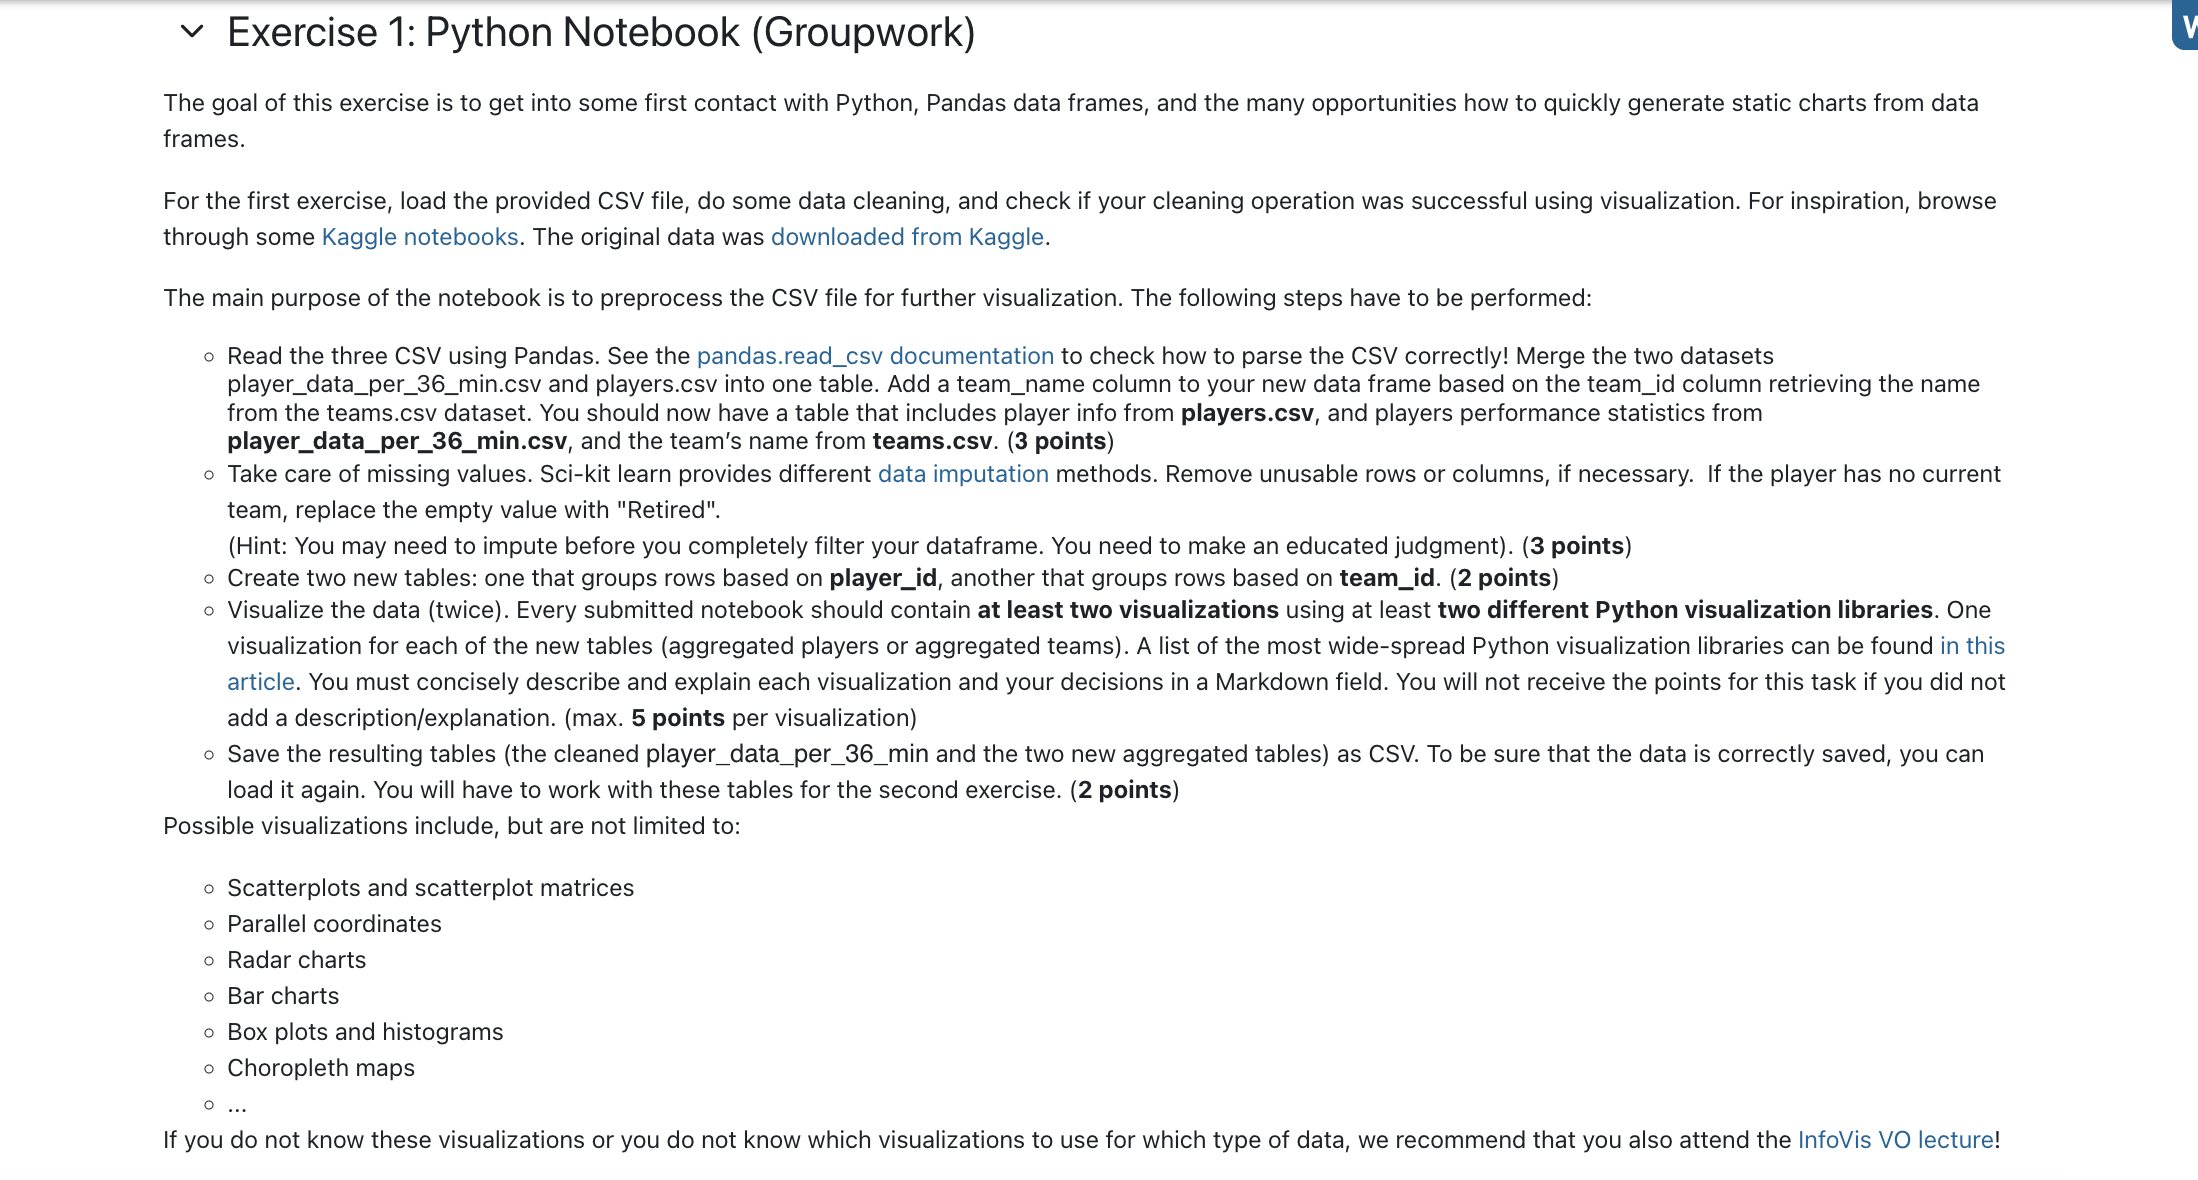 Exercise 1: Python Notebook (Groupwork)
The goal of this exercise is to get into some first contact with Python, Pandas data frames, and the many opportunities how to quickly generate static charts from data
frames.
For the first exercise, load the provided CSV file, do some data cleaning, and check if your cleaning operation was successful using visualization. For inspiration, browse
through some Kaggle notebooks. The original data was downloaded from Kaggle.
The main purpose of the notebook is to preprocess the CSV file for further visualization. The following steps have to be performed:
Read the three CSV using Pandas. See the pandas.read_csv documentation to check how to parse the CSV correctly! Merge the two datasets
player_data_per_36_min.csv and players.csv into one table. Add a team_name column to your new data frame based on the team_id column retrieving the name
from the teams.csv dataset. You should now have a table that includes player info from players.csv, and players performance statistics from
player_data_per_36_min.csv, and the team’s name from teams.csv. (3 points)
Take care of missing values. Sci-kit learn provides different data imputation methods. Remove unusable rows or columns, if necessary.  If the player has no current
team, replace the empty value with "Retired".
(Hint: You may need to impute before you completely filter your dataframe. You need to make an educated judgment). (3 points)
Create two new tables: one that groups rows based on player_id, another that groups rows based on team_id. (2 points)
Visualize the data (twice). Every submitted notebook should contain at least two visualizations using at least two different Python visualization libraries. One
visualization for each of the new tables (aggregated players or aggregated teams). A list of the most wide-spread Python visualization libraries can be found in this
article. You must concisely describe and explain each visualization and your decisions in a Markdown field. You will not receive the points for this task if you did not
add a description/explanation. (max. 5 points per visualization)
Save the resulting tables (the cleaned player_data_per_36_min and the two new aggregated tables) as CSV. To be sure that the data is correctly saved, you can
load it again. You will have to work with these tables for the second exercise. (2 points)
Possible visualizations include, but are not limited to:
Scatterplots and scatterplot matrices
Parallel coordinates
Radar charts
Bar charts
Box plots and histograms
Choropleth maps
...
If you do not know these visualizations or you do not know which visualizations to use for which type of data, we recommend that you also attend the InfoVis VO lecture!